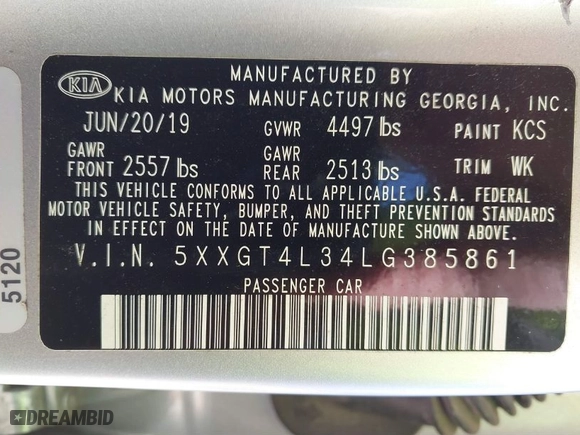 KIA
MANUFACTURED BY
KIA MOTORS MANUFACTURING GEORGIA, INC.
JUN/20/19 GVWR 4497 lbs PAINT KCS
GAWR FRONT 2557 lbs GAWR REAR 2513 lbs TRIM WK
THIS VEHICLE CONFORMS TO ALL APPLICABLE U.S.A. FEDERAL
MOTOR VEHICLE SAFETY, BUMPER, AND THEFT PREVENTION STANDARDS
IN EFFECT ON THE DATE OF MANUFACTURE SHOWN ABOVE.
V.I.N. 5XXGT4L34LG385861
PASSENGER CAR
5120
DREAMBID